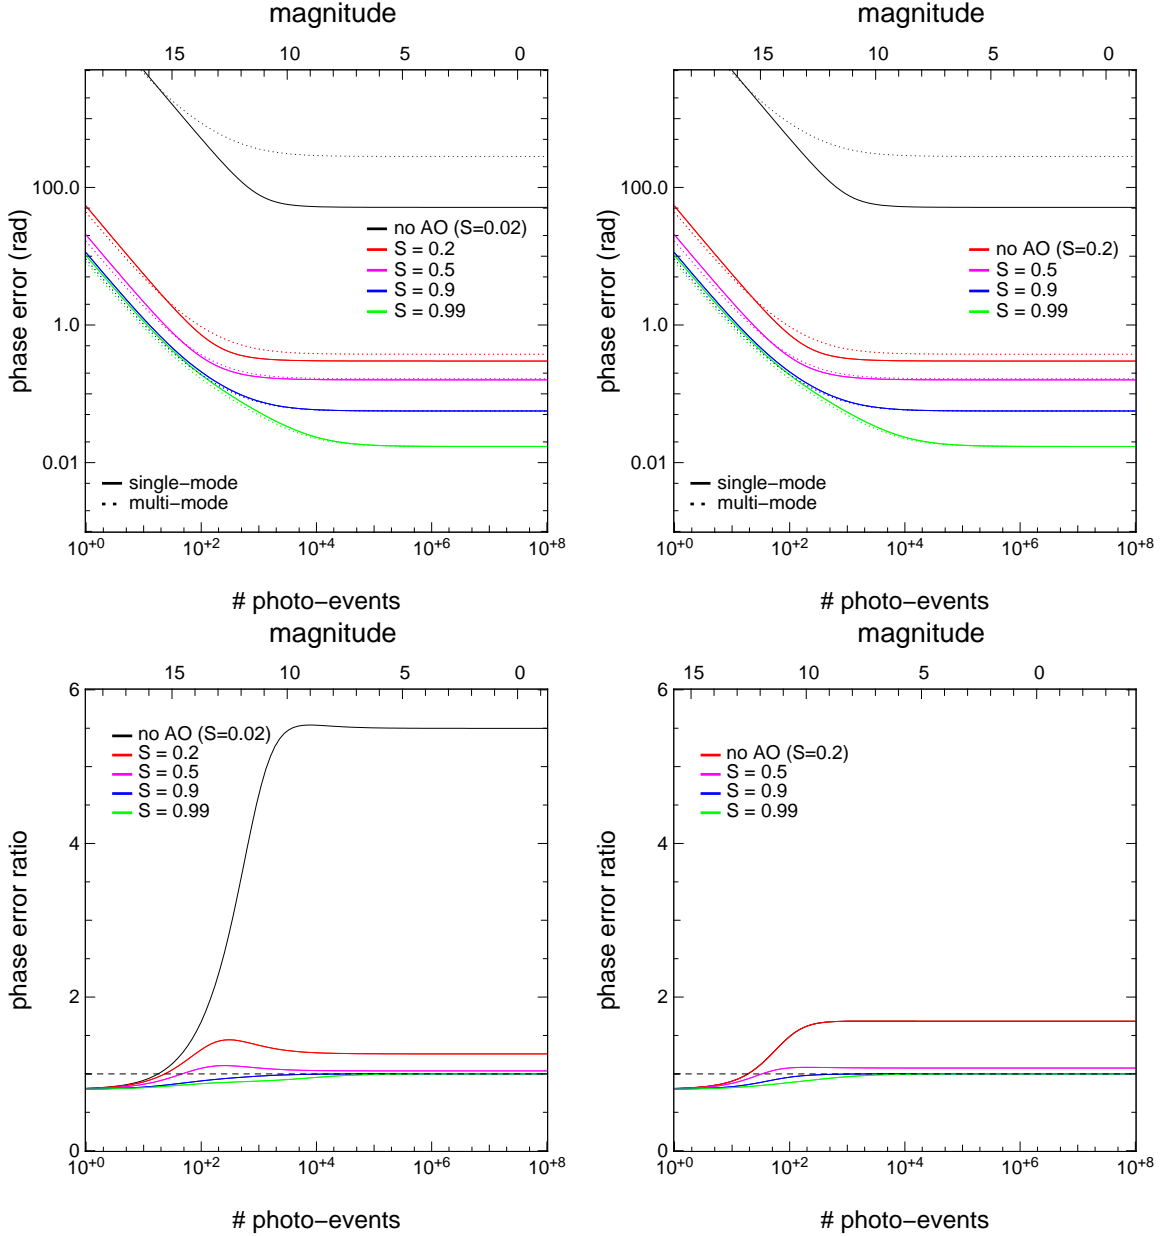 magnitude
15 10 5 0
phase error (rad)
100.0
1.0
0.01
no AO (S=0.02)
S = 0.2
S = 0.5
S = 0.9
S = 0.99
single−mode
multi−mode
10+0 10+2 10+4 10+6 10+8
# photo−events
magnitude
15 10 5 0
phase error (rad)
100.0
1.0
0.01
no AO (S=0.2)
S = 0.5
S = 0.9
S = 0.99
single−mode
multi−mode
10+0 10+2 10+4 10+6 10+8
# photo−events
magnitude
15 10 5 0
phase error ratio
6
4
2
0
no AO (S=0.02)
S = 0.2
S = 0.5
S = 0.9
S = 0.99
10+0 10+2 10+4 10+6 10+8
# photo−events
magnitude
15 10 5 0
phase error ratio
6
4
2
0
no AO (S=0.2)
S = 0.5
S = 0.9
S = 0.99
10+0 10+2 10+4 10+6 10+8
# photo−events